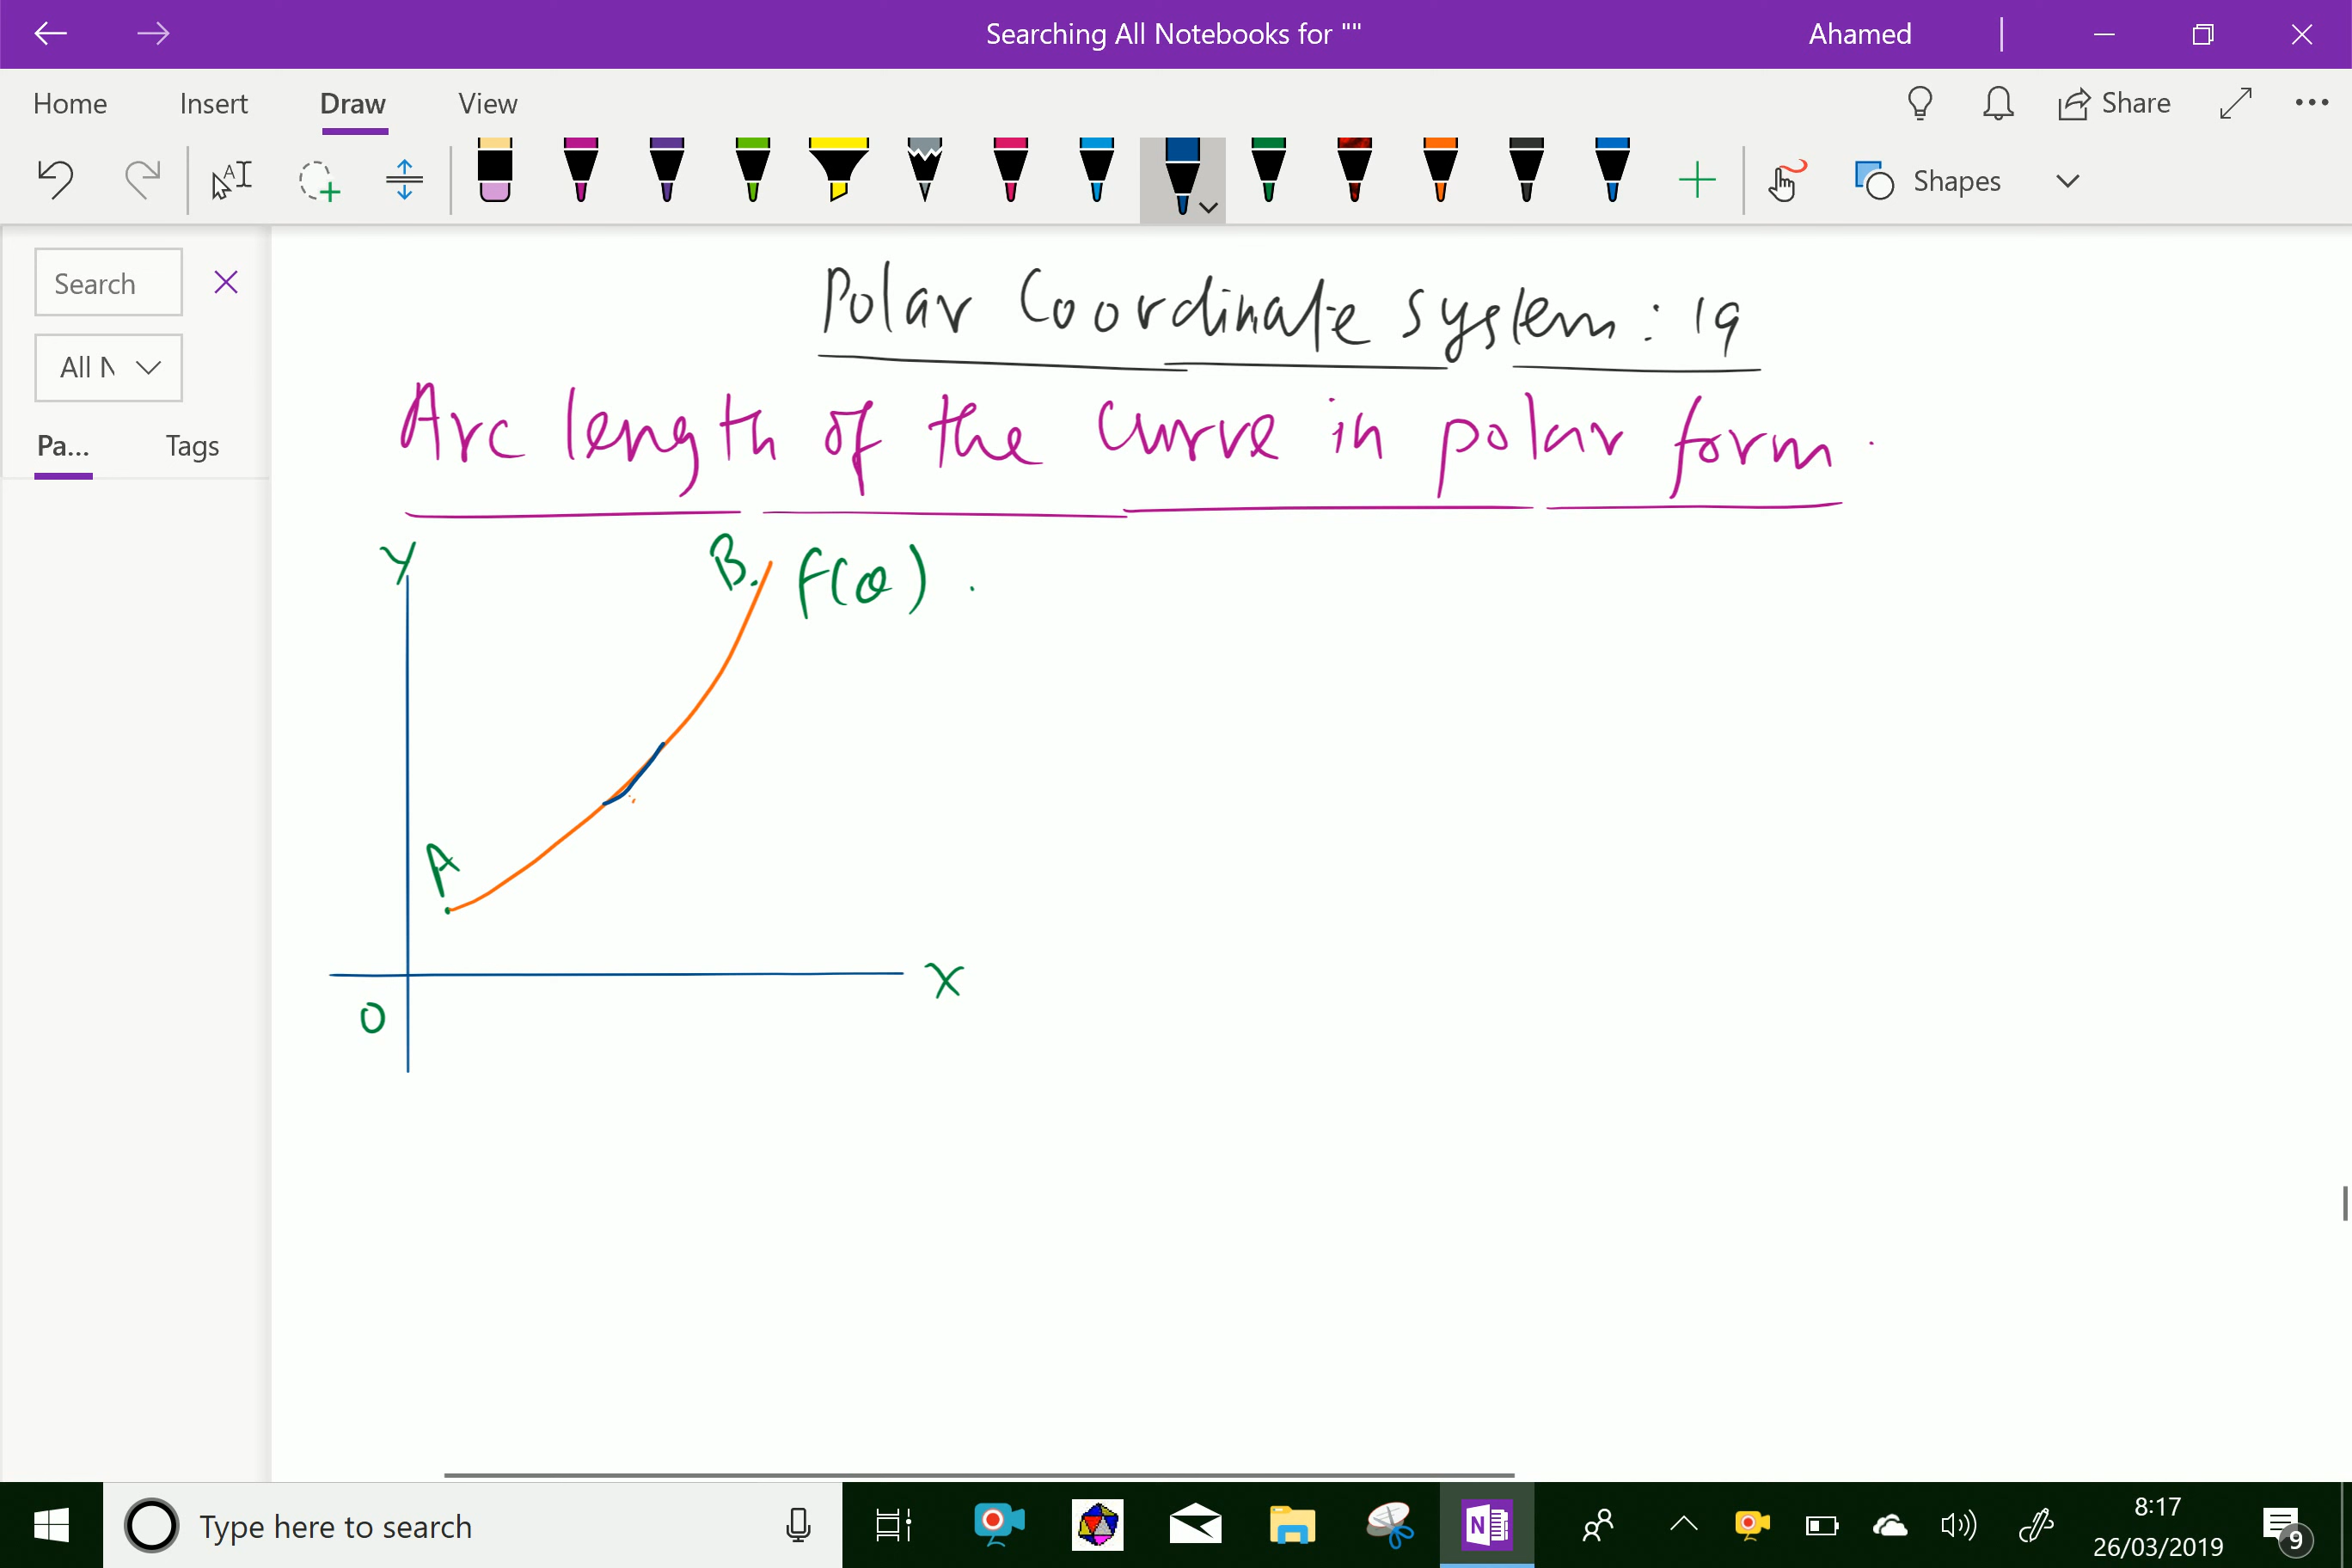 Searching All Notebooks for ""
Ahamed
Home Insert Draw View
Share
Shapes
Search
All N
Pa... Tags
Polar Coordinate system : 19
Arc length of the curve in polar form.
Y
B. f(θ) .
A
X
O
Type here to search
8:17
26/03/2019
9